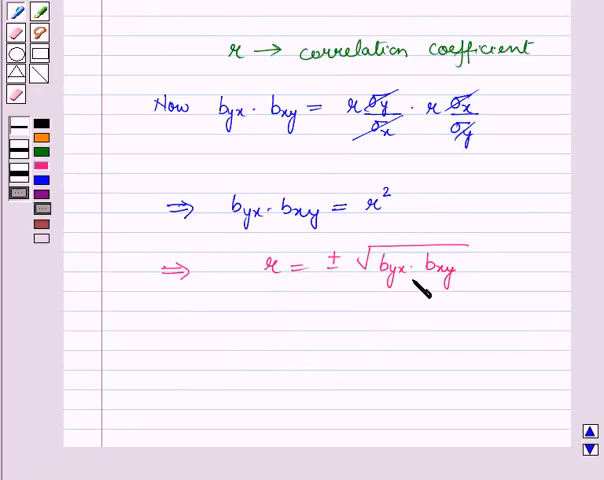 r → correlation coefficient
Now byx · bxy = r σy/σx · r σx/σy
⇒ byx · bxy = r²
⇒ r = ± √byx · bxy